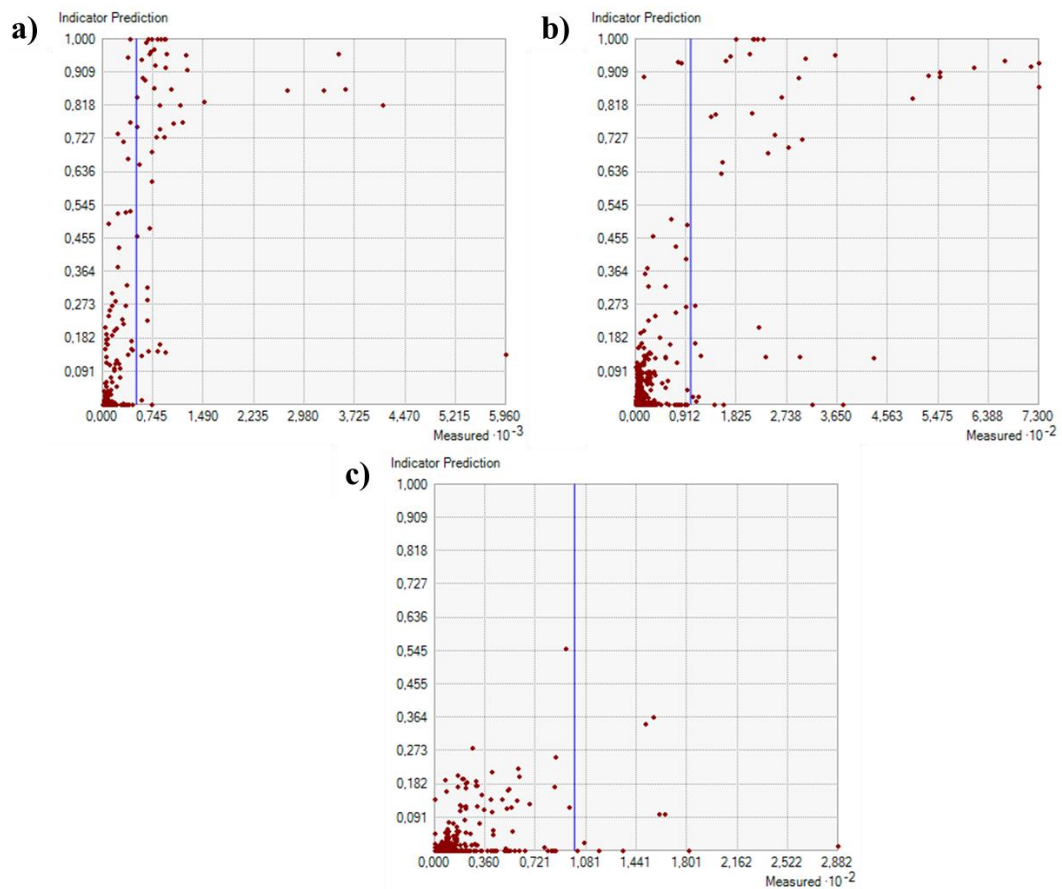 a)
Indicator Prediction
1,000
0,909
0,818
0,727
0,636
0,545
0,455
0,364
0,273
0,182
0,091
0,000 0,745 1,490 2,235 2,980 3,725 4,470 5,215 5,960
Measured ·10⁻³
b)
Indicator Prediction
1,000
0,909
0,818
0,727
0,636
0,545
0,455
0,364
0,273
0,182
0,091
0,000 0,912 1,825 2,738 3,650 4,563 5,475 6,388 7,300
Measured ·10⁻²
c)
Indicator Prediction
1,000
0,909
0,818
0,727
0,636
0,545
0,455
0,364
0,273
0,182
0,091
0,000 0,360 0,721 1,081 1,441 1,801 2,162 2,522 2,882
Measured ·10⁻²